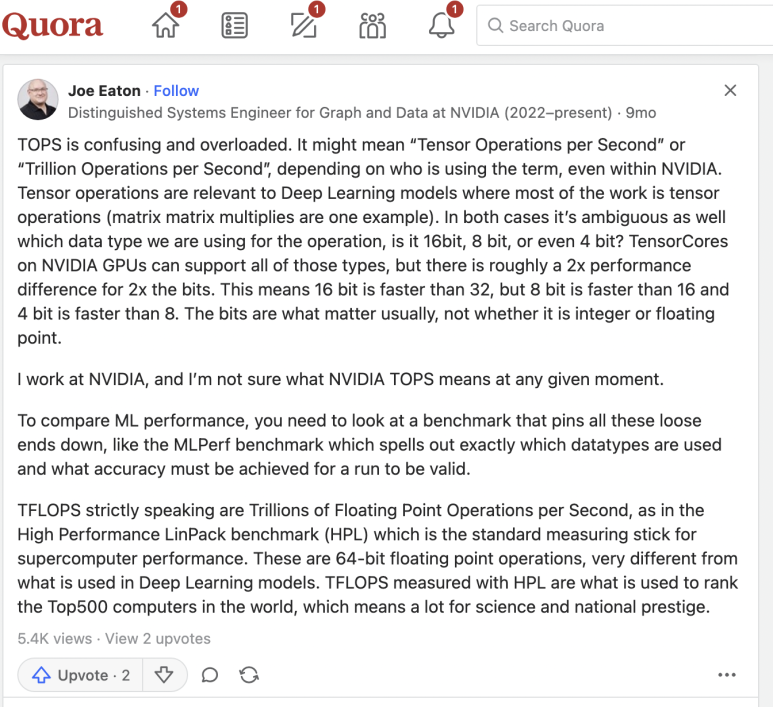 Quora
1
1
1
Search Quora
Joe Eaton · Follow
Distinguished Systems Engineer for Graph and Data at NVIDIA (2022–present) · 9mo
TOPS is confusing and overloaded. It might mean “Tensor Operations per Second” or
“Trillion Operations per Second”, depending on who is using the term, even within NVIDIA.
Tensor operations are relevant to Deep Learning models where most of the work is tensor
operations (matrix matrix multiplies are one example). In both cases it’s ambiguous as well
which data type we are using for the operation, is it 16bit, 8 bit, or even 4 bit? TensorCores
on NVIDIA GPUs can support all of those types, but there is roughly a 2x performance
difference for 2x the bits. This means 16 bit is faster than 32, but 8 bit is faster than 16 and
4 bit is faster than 8. The bits are what matter usually, not whether it is integer or floating
point.
I work at NVIDIA, and I’m not sure what NVIDIA TOPS means at any given moment.
To compare ML performance, you need to look at a benchmark that pins all these loose
ends down, like the MLPerf benchmark which spells out exactly which datatypes are used
and what accuracy must be achieved for a run to be valid.
TFLOPS strictly speaking are Trillions of Floating Point Operations per Second, as in the
High Performance LinPack benchmark (HPL) which is the standard measuring stick for
supercomputer performance. These are 64-bit floating point operations, very different from
what is used in Deep Learning models. TFLOPS measured with HPL are what is used to rank
the Top500 computers in the world, which means a lot for science and national prestige.
5.4K views · View 2 upvotes
Upvote · 2